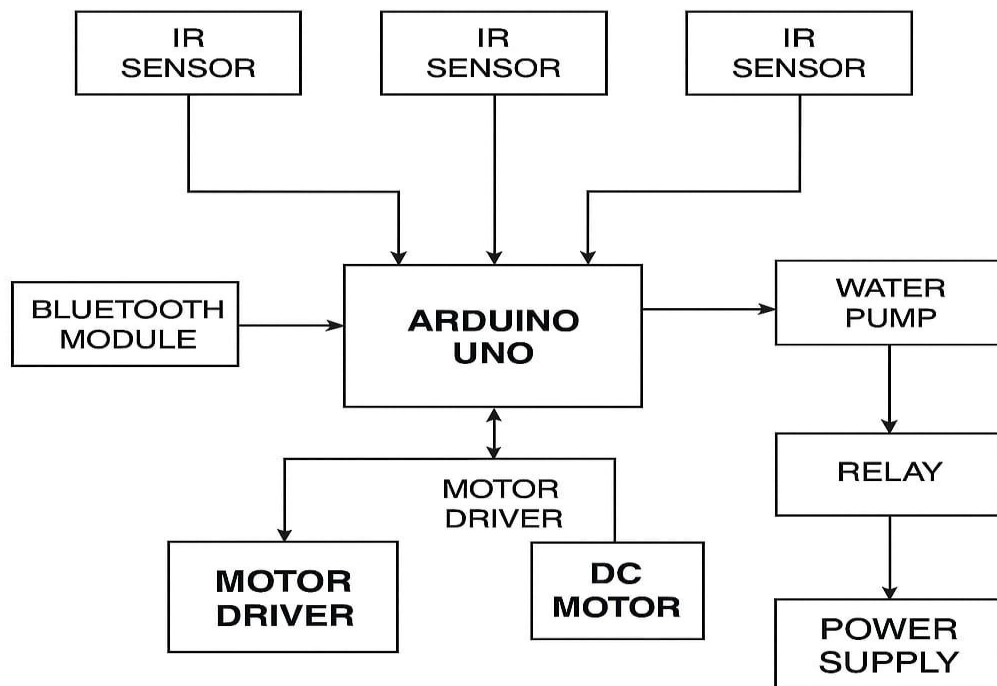 IR
SENSOR
IR
SENSOR
IR
SENSOR
BLUETOOTH
MODULE
ARDUINO
UNO
WATER
PUMP
RELAY
MOTOR
DRIVER
MOTOR
DRIVER
DC
MOTOR
POWER
SUPPLY